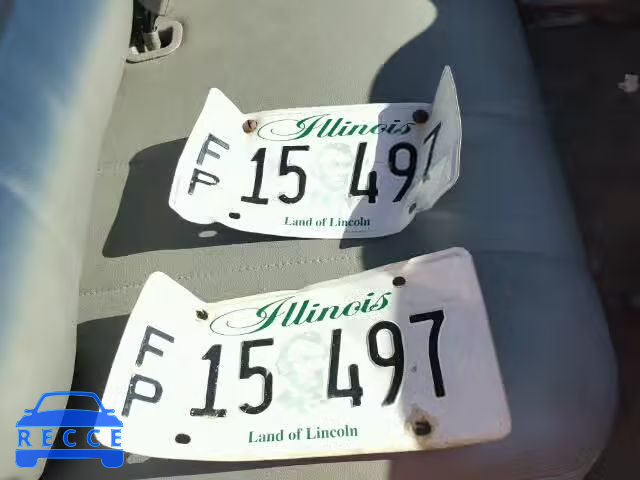 Illinois
FP 15 497
Land of Lincoln
Illinois
FP 15 497
Land of Lincoln
RECCE